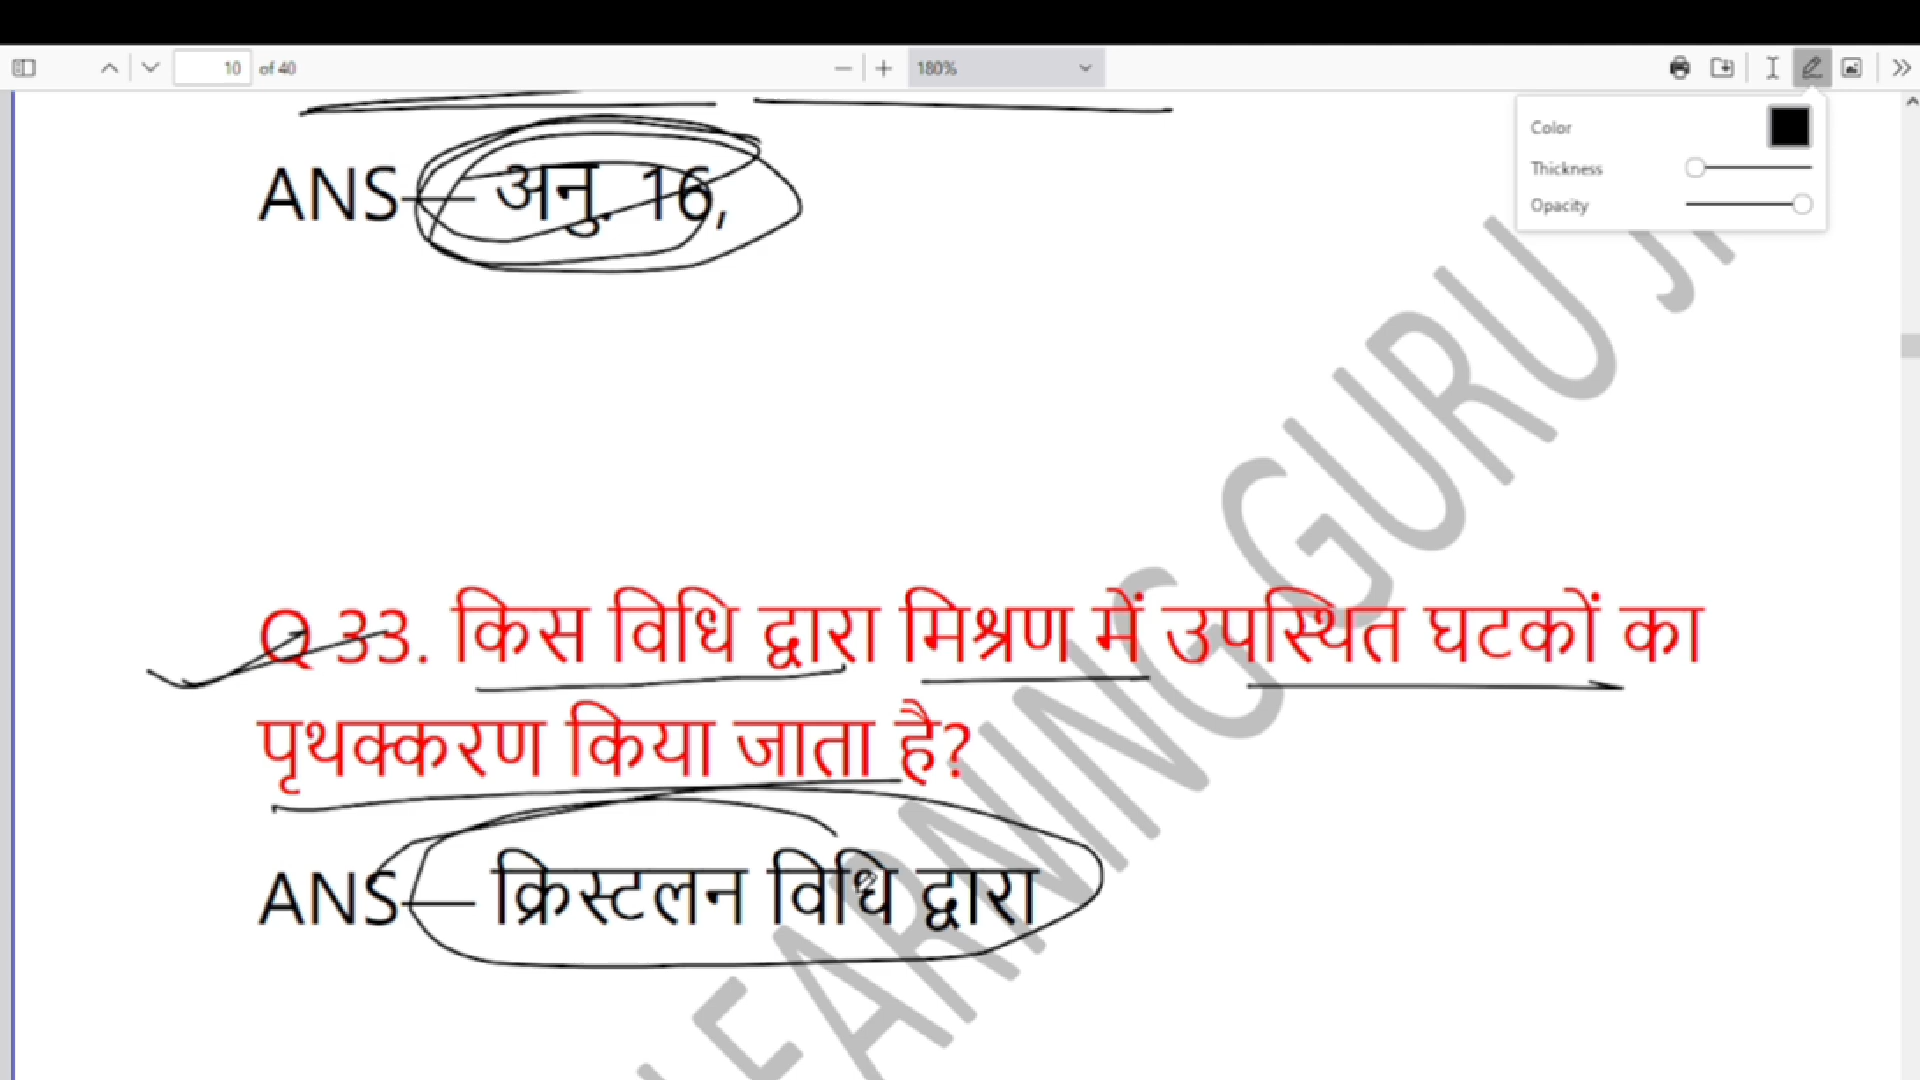 10 of 40
180%
Color
Thickness
Opacity
ANS— अनु. 16,
Q 33. किस विधि द्वारा मिश्रण में उपस्थित घटकों का
पृथक्करण किया जाता है?
ANS— क्रिस्टलन विधि द्वारा
LEARNING GURU JI